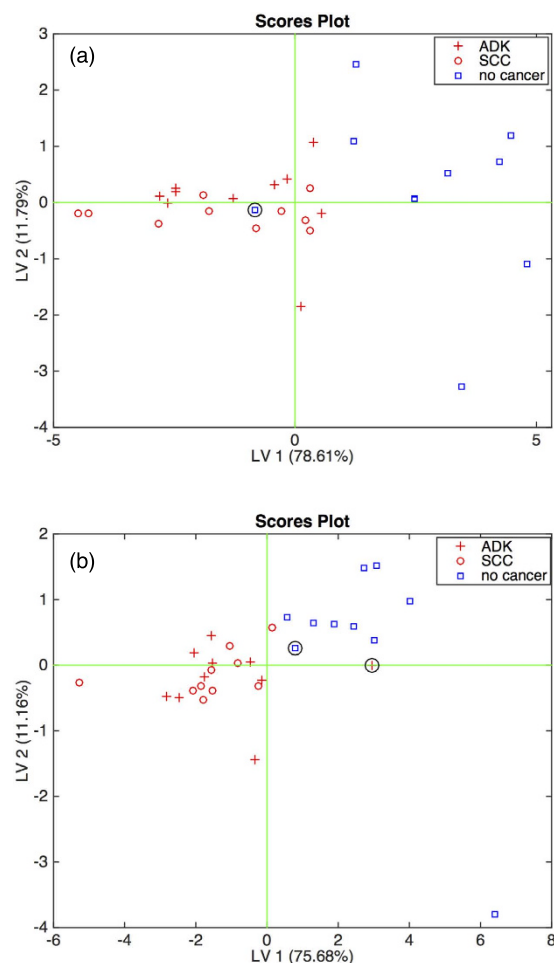 Scores Plot
(a)
ADK
SCC
no cancer
3
2
1
0
-1
-2
-3
-4
LV 2 (11.79%)
-5 0 5
LV 1 (78.61%)
Scores Plot
(b)
ADK
SCC
no cancer
2
1
0
-1
-2
-3
-4
LV 2 (11.16%)
-6 -4 -2 0 2 4 6 8
LV 1 (75.68%)